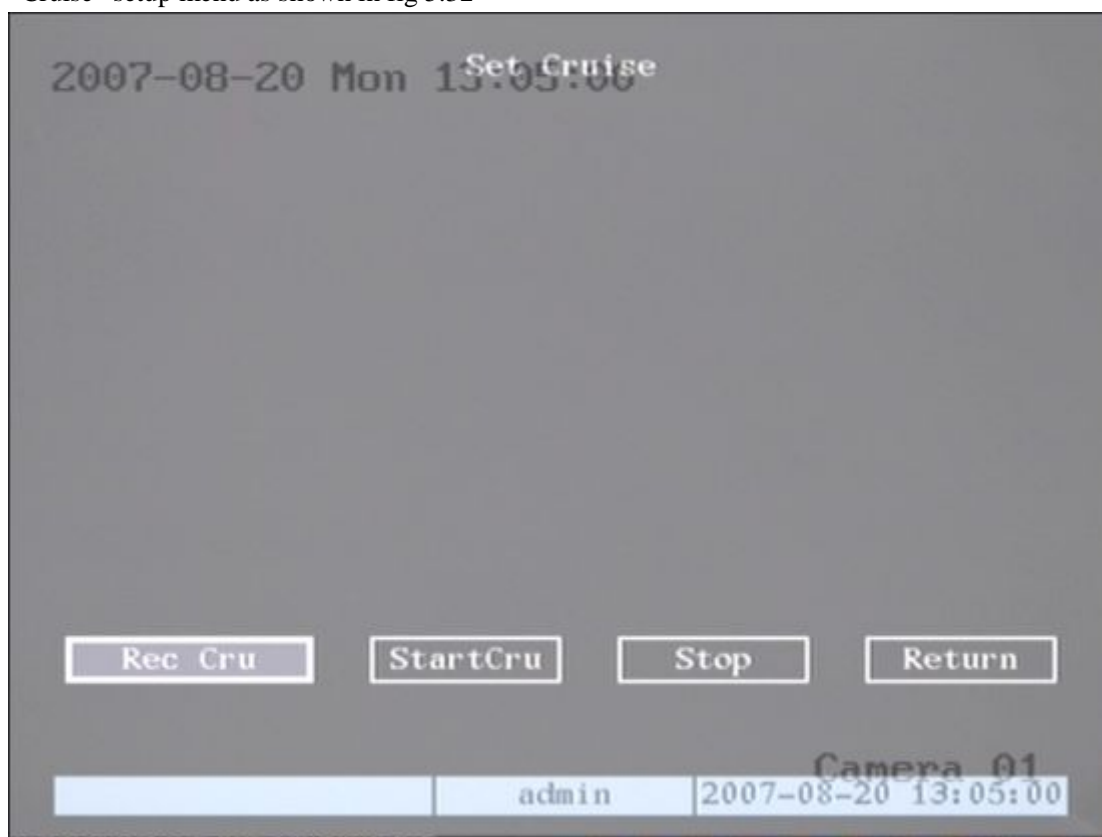 "Cruise" setup menu as shown in fig 5.32
Set Cruise
2007-08-20 Mon 13:05:00
Rec Cru StartCru Stop Return
Camera 01
admin 2007-08-20 13:05:00